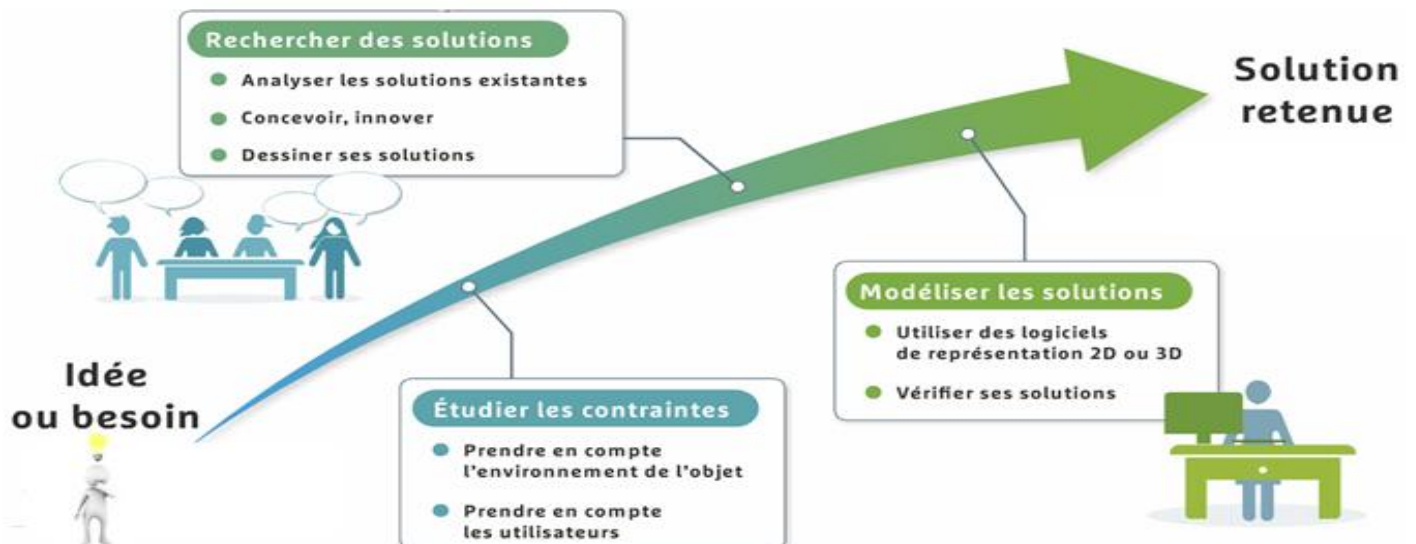 Rechercher des solutions
Analyser les solutions existantes
Concevoir, innover
Dessiner ses solutions
Solution
retenue
Modéliser les solutions
Utiliser des logiciels
de représentation 2D ou 3D
Vérifier ses solutions
Idée
ou besoin
Étudier les contraintes
Prendre en compte
l'environnement de l'objet
Prendre en compte
les utilisateurs